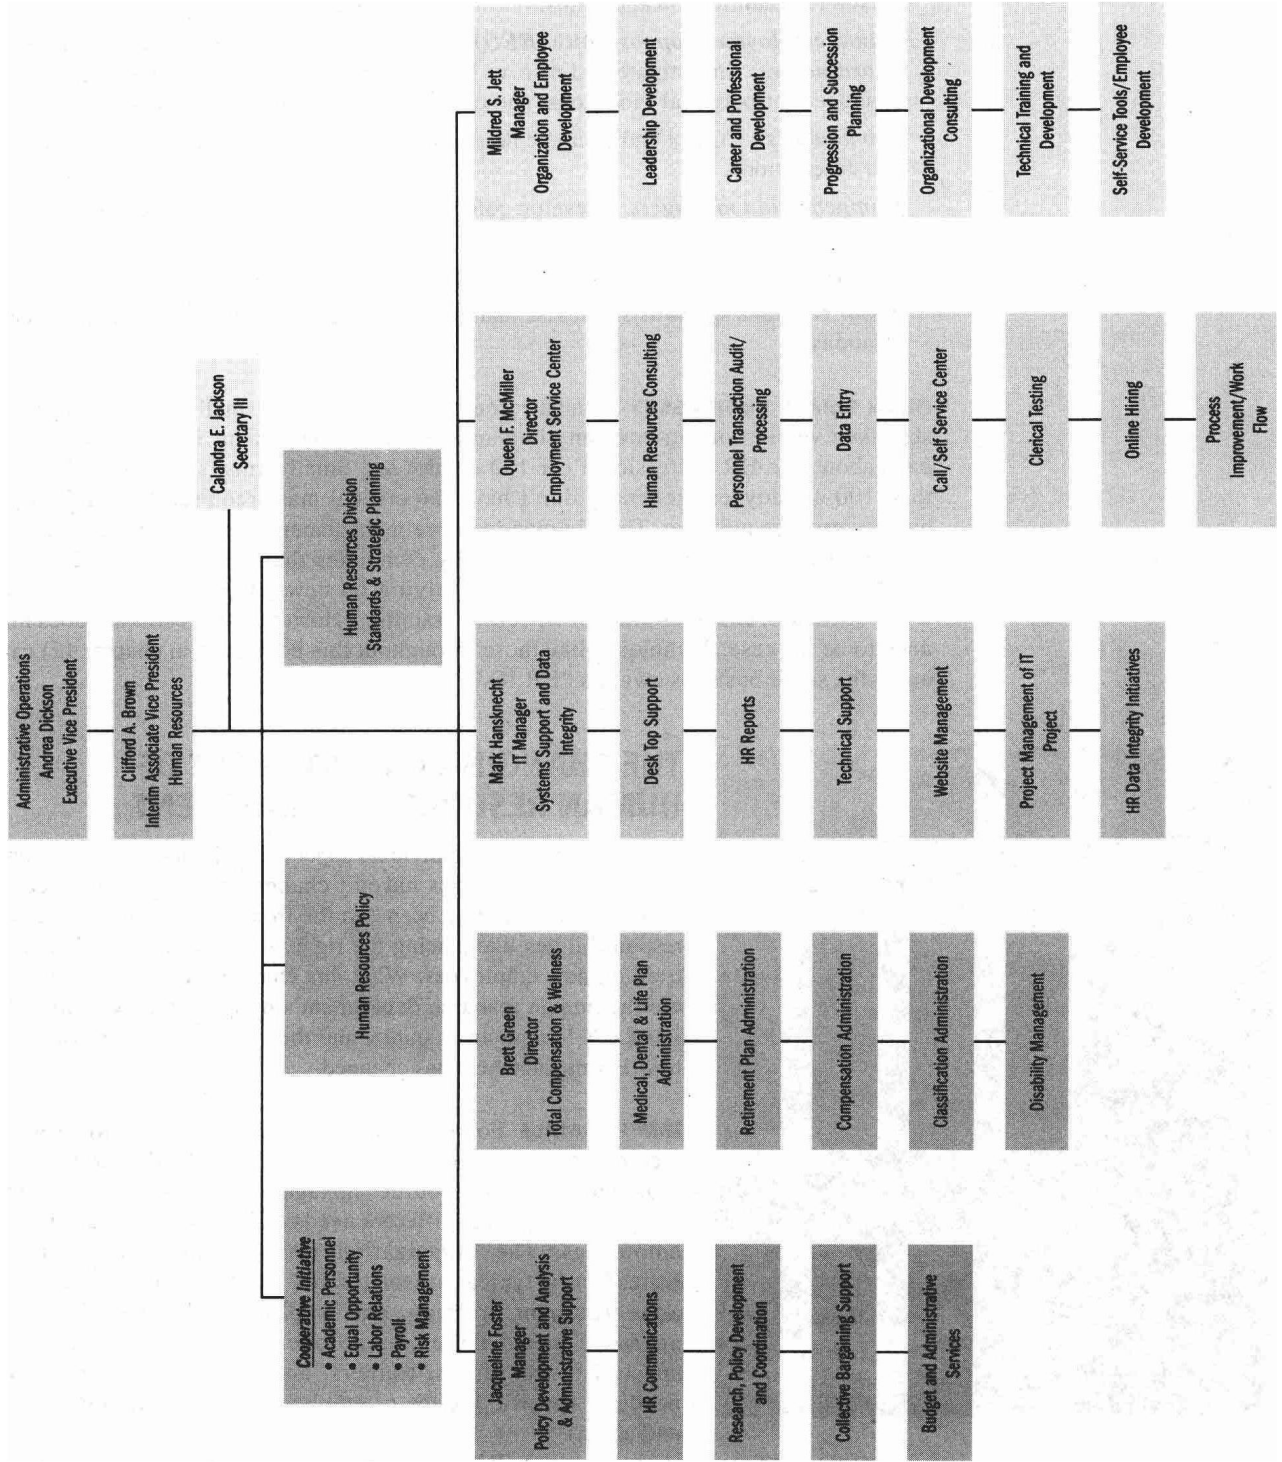 Administrative Operations
Andrea Dickson
Executive Vice President
Clifford A. Brown
Interim Associate Vice President
Human Resources
Calandra E. Jackson
Secretary III
Cooperative Initiative
• Academic Personnel
• Equal Opportunity
• Labor Relations
• Payroll
• Risk Management
Human Resources Policy
Human Resources Division
Standards & Strategic Planning
Jacqueline Foster
Manager
Policy Development and Analysis
& Administrative Support
HR Communications
Research, Policy Development
and Coordination
Collective Bargaining Support
Budget and Administrative
Services
Brett Green
Director
Total Compensation & Wellness
Medical, Dental & Life Plan
Administration
Retirement Plan Administration
Compensation Administration
Classification Administration
Disability Management
Mark Hansknecht
IT Manager
Systems Support and Data
Integrity
Desk Top Support
HR Reports
Technical Support
Website Management
Project Management of IT
Project
HR Data Integrity Initiatives
Queen F. McMiller
Director
Employment Service Center
Human Resources Consulting
Personnel Transaction Audit/
Processing
Data Entry
Call/Self Service Center
Clerical Testing
Online Hiring
Process
Improvement/Work
Flow
Mildred S. Jett
Manager
Organization and Employee
Development
Leadership Development
Career and Professional
Development
Progression and Succession
Planning
Organizational Development
Consulting
Technical Training and
Development
Self-Service Tools/Employee
Development